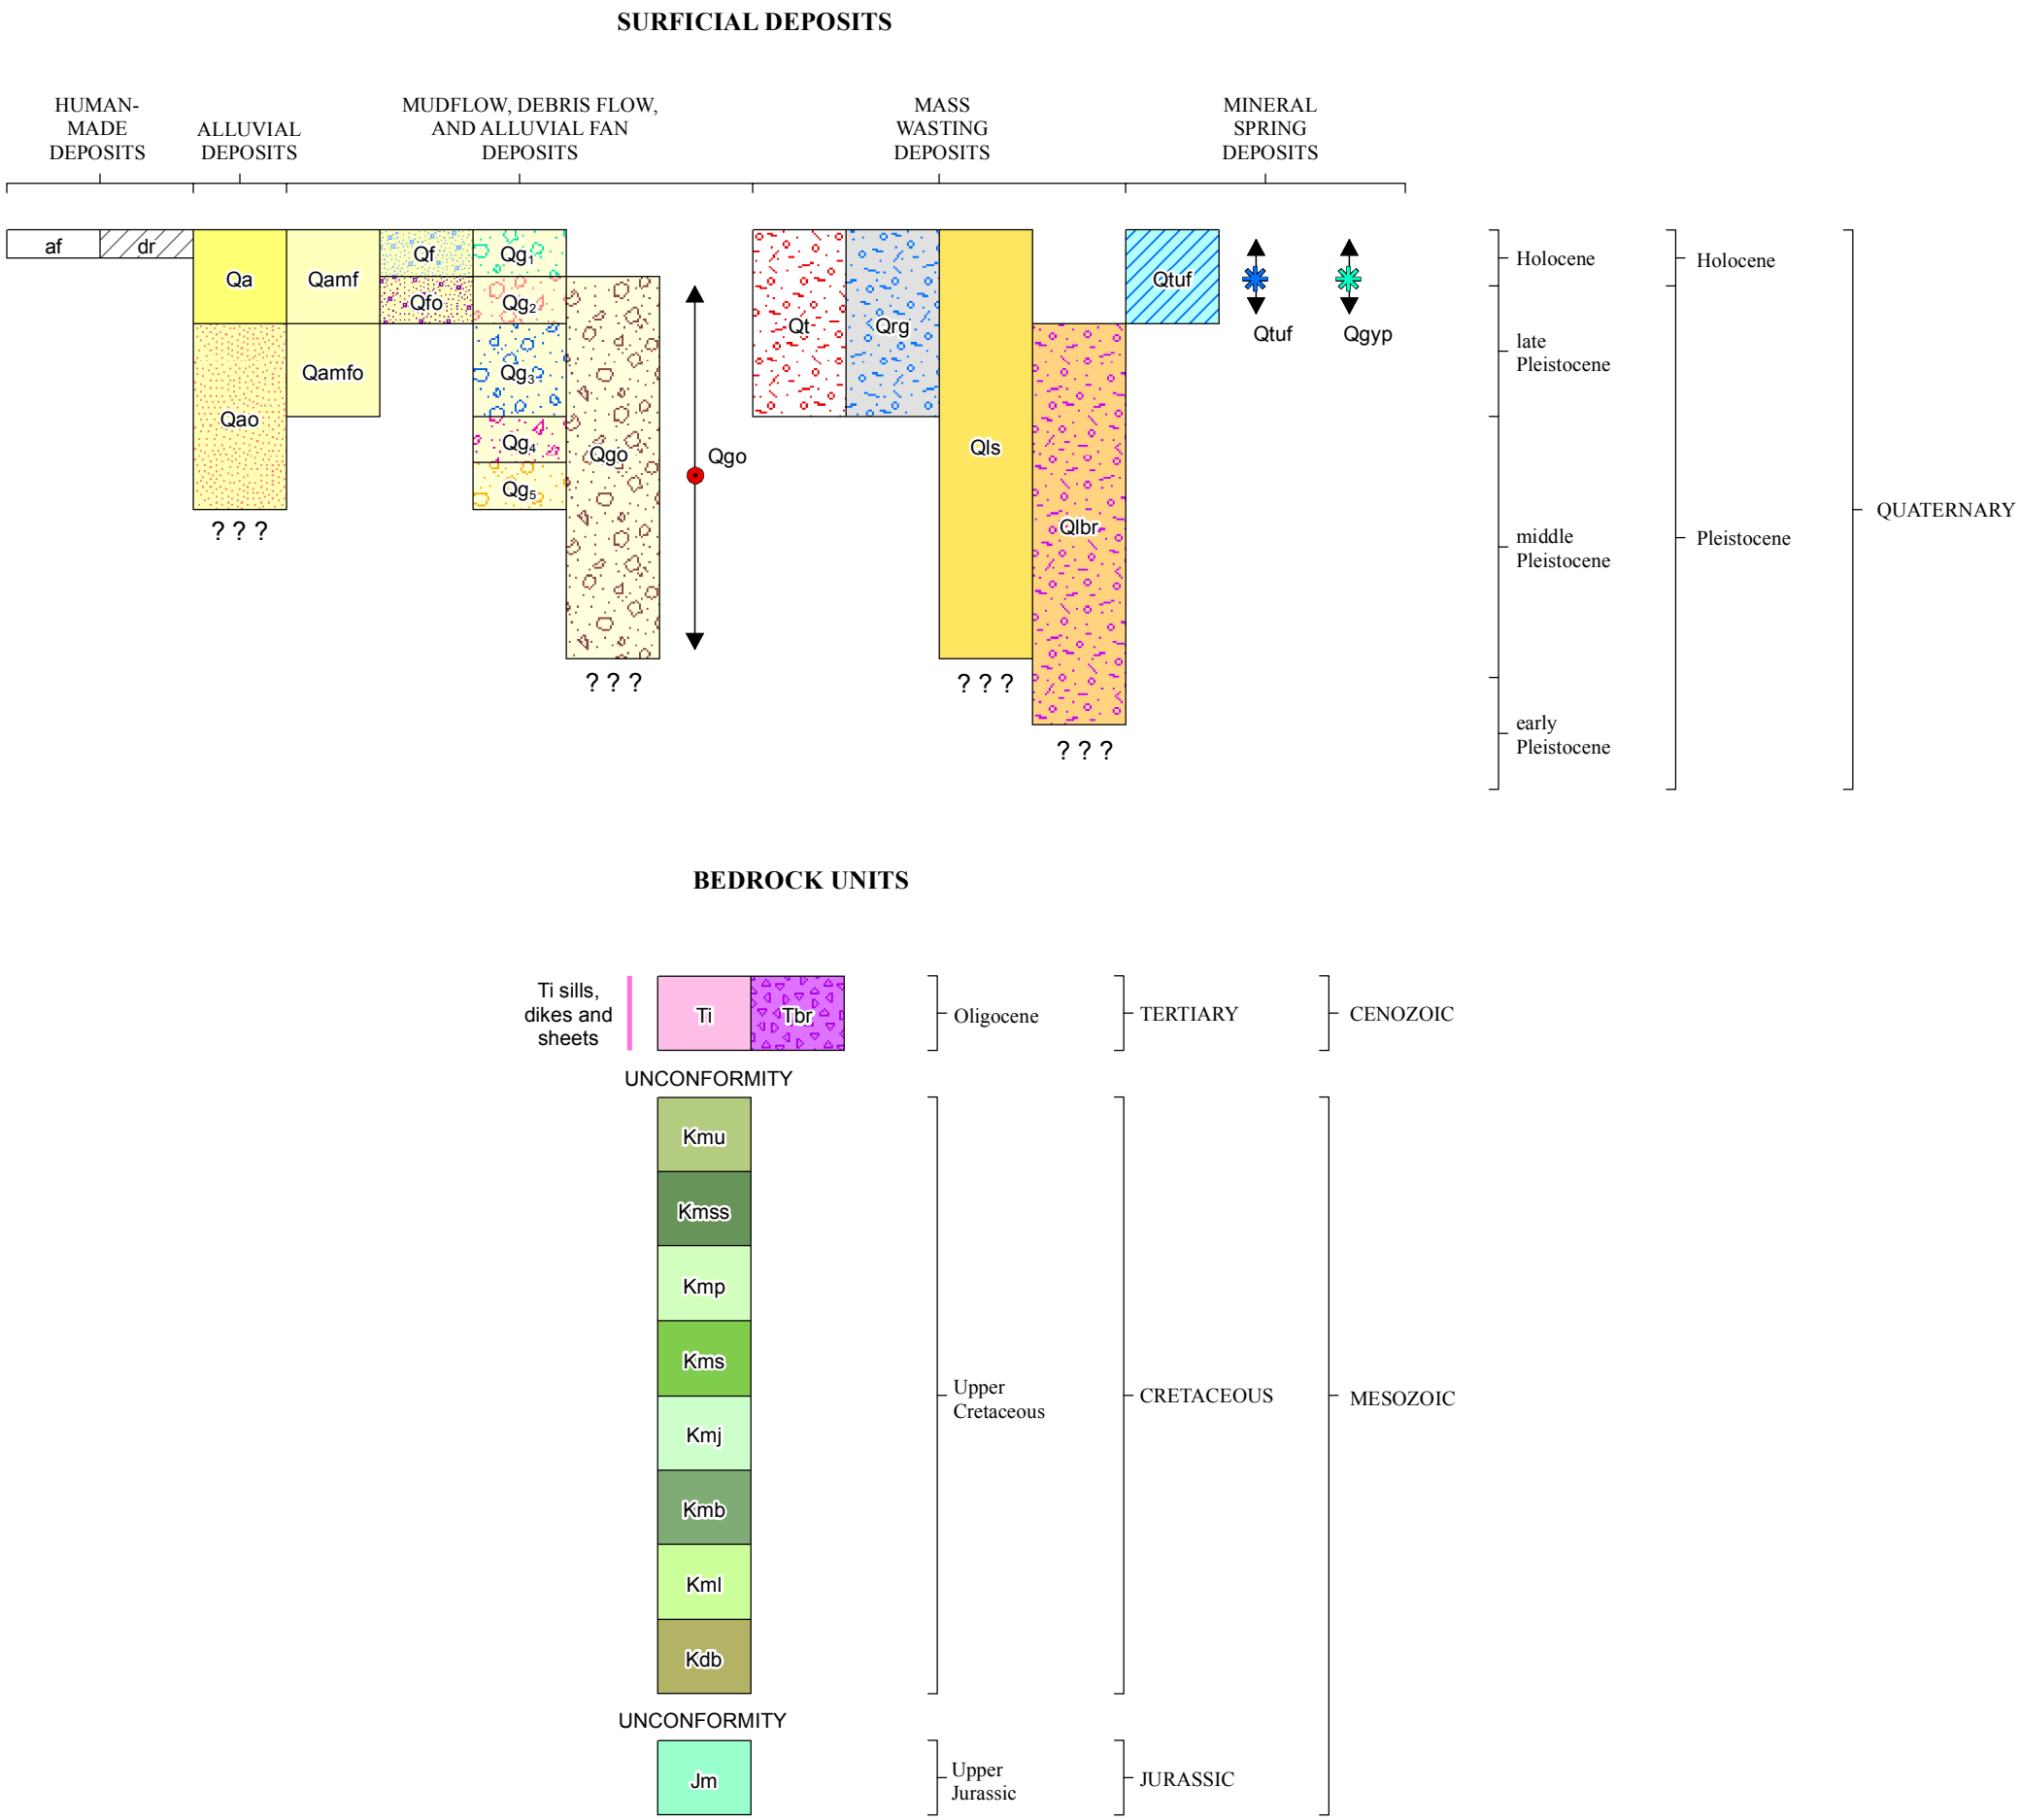 SURFICIAL DEPOSITS
HUMAN-
MADE
DEPOSITS
ALLUVIAL
DEPOSITS
MUDFLOW, DEBRIS FLOW,
AND ALLUVIAL FAN
DEPOSITS
MASS
WASTING
DEPOSITS
MINERAL
SPRING
DEPOSITS
af
dr
Qa
Qao
? ? ?
Qamf
Qamfo
Qf
Qfo
Qg1
Qg2
Qg3
Qg4
Qg5
Qgo
? ? ?
Qgo
Qt
Qrg
Qls
? ? ?
Qlbr
? ? ?
Qtuf
Qtuf
Qgyp
Holocene
late
Pleistocene
middle
Pleistocene
early
Pleistocene
Holocene
Pleistocene
QUATERNARY
BEDROCK UNITS
Ti sills,
dikes and
sheets
Ti
Tbr
Oligocene
TERTIARY
CENOZOIC
UNCONFORMITY
Kmu
Kmss
Kmp
Kms
Kmj
Kmb
Kml
Kdb
Upper
Cretaceous
CRETACEOUS
MESOZOIC
UNCONFORMITY
Jm
Upper
Jurassic
JURASSIC